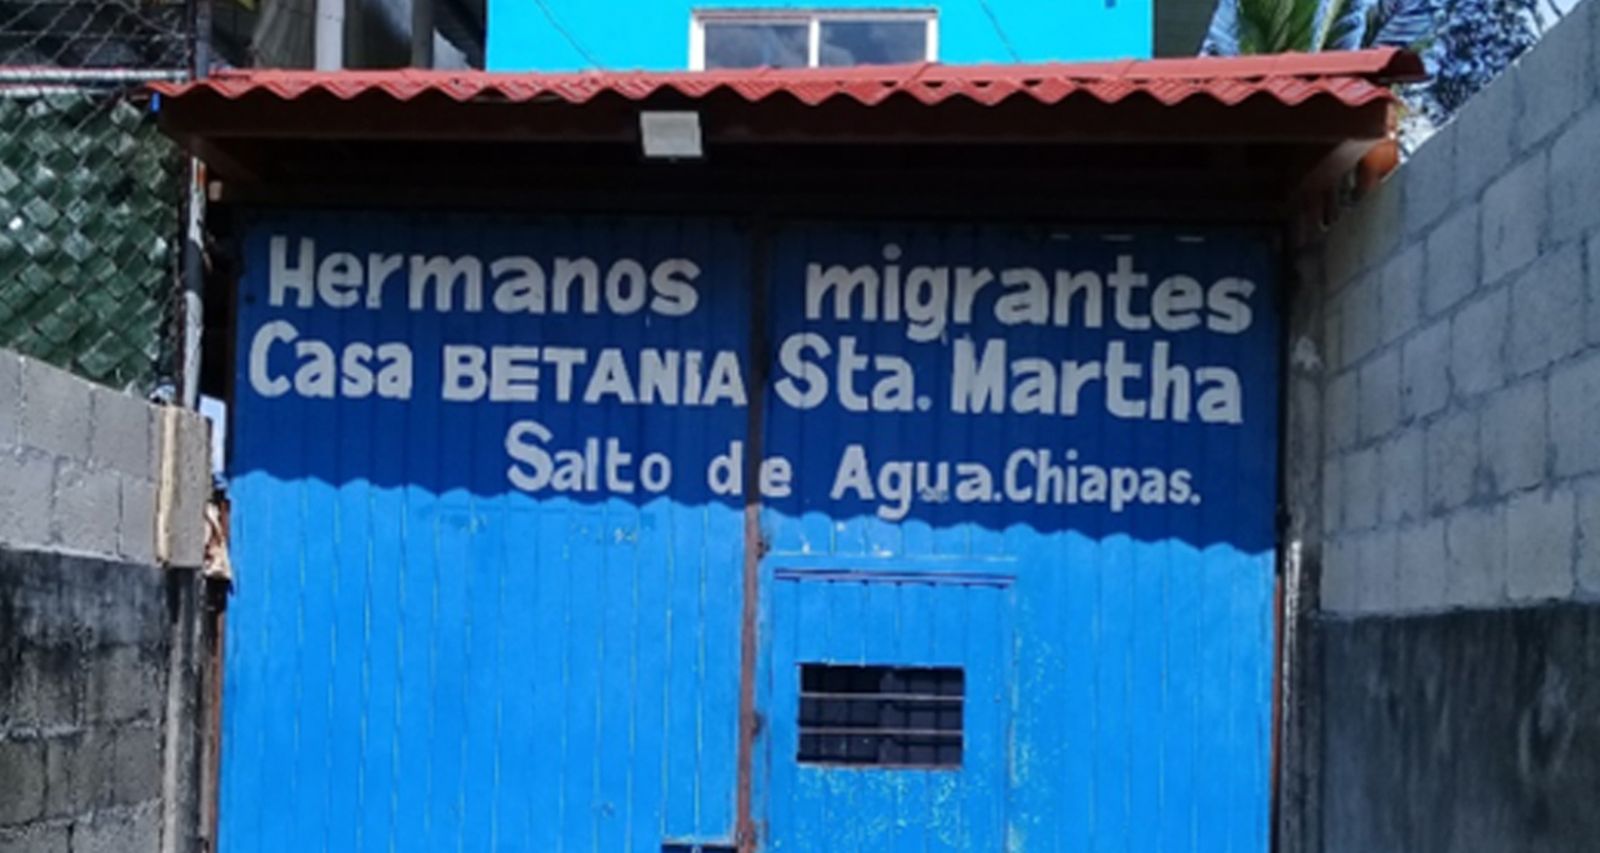 Hermanos migrantes
Casa BETANiA Sta. Martha
Salto de Agua. Chiapas.